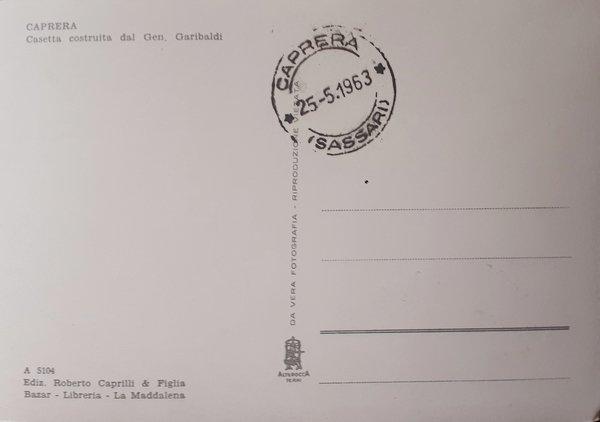 CAPRERA
Casetta costruita dal Gen. Garibaldi
CAPRERA
25-5.1963
(SASSARI)
DA VERA FOTOGRAFIA - RIPRODUZIONE VIETATA
A 5104
Ediz. Roberto Caprilli & Figlia
Bazar - Libreria - La Maddalena
ALTEROCCA
TERNI